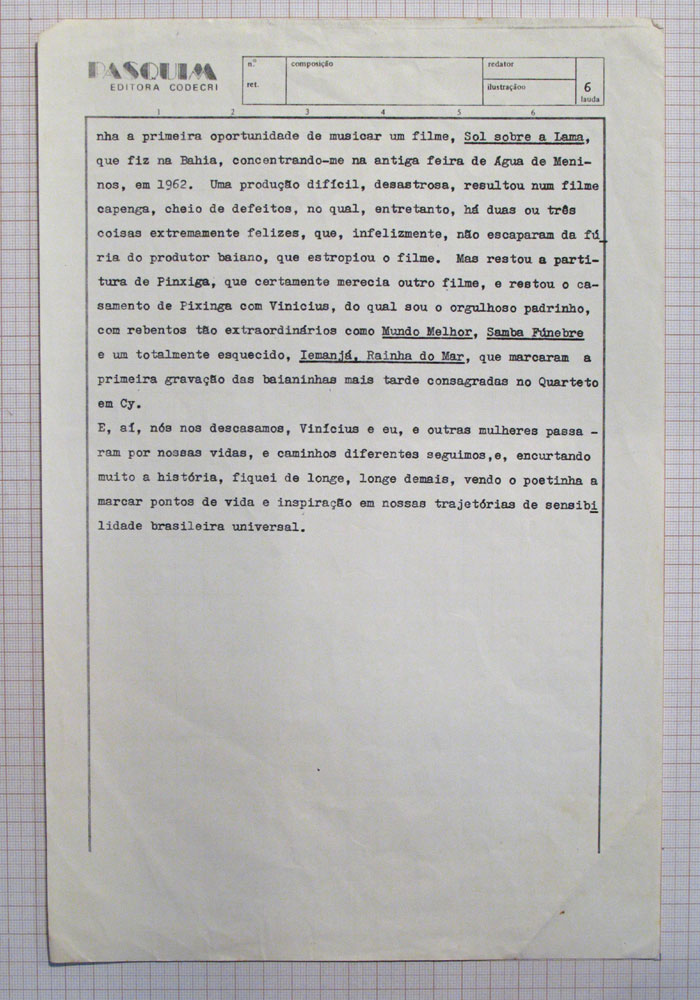 PASQUIM
EDITORA CODECRI
n.º
ret.
composição
redator
ilustraçãoo
6
lauda
1 2 3 4 5 6
nha a primeira oportunidade de musicar um filme, Sol sobre a Lama,
que fiz na Bahia, concentrando-me na antiga feira de Água de Meni-
nos, em 1962. Uma produção difícil, desastrosa, resultou num filme
capenga, cheio de defeitos, no qual, entretanto, há duas ou três
coisas extremamente felizes, que, infelizmente, não escaparam da fú_
ria do produtor baiano, que estropiou o filme. Mas restou a parti-
tura de Pinxiga, que certamente merecia outro filme, e restou o ca-
samento de Pixinga com Vinicius, do qual sou o orgulhoso padrinho,
com rebentos tão extraordinários como Mundo Melhor, Samba Fúnebre
e um totalmente esquecido, Iemanjá, Rainha do Mar, que marcaram a
primeira gravação das baianinhas mais tarde consagradas no Quarteto
em Cy.
E, aí, nós nos descasamos, Vinícius e eu, e outras mulheres passa -
ram por nossas vidas, e caminhos diferentes seguimos,e, encurtando
muito a história, fiquei de longe, longe demais, vendo o poetinha a
marcar pontos de vida e inspiração em nossas trajetórias de sensibi
lidade brasileira universal.